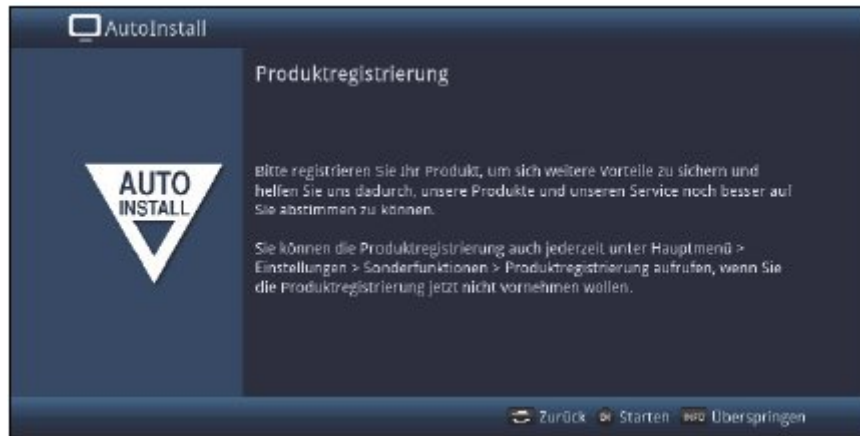 AutoInstall
Produktregistrierung
AUTO
INSTALL
Bitte registrieren Sie Ihr Produkt, um sich weitere Vorteile zu sichern und
helfen Sie uns dadurch, unsere Produkte und unseren Service noch besser auf
Sie abstimmen zu können.
Sie können die Produktregistrierung auch jederzeit unter Hauptmenü >
Einstellungen > Sonderfunktionen > Produktregistrierung aufrufen, wenn Sie
die Produktregistrierung jetzt nicht vornehmen wollen.
Zurück OK Starten INFO Überspringen